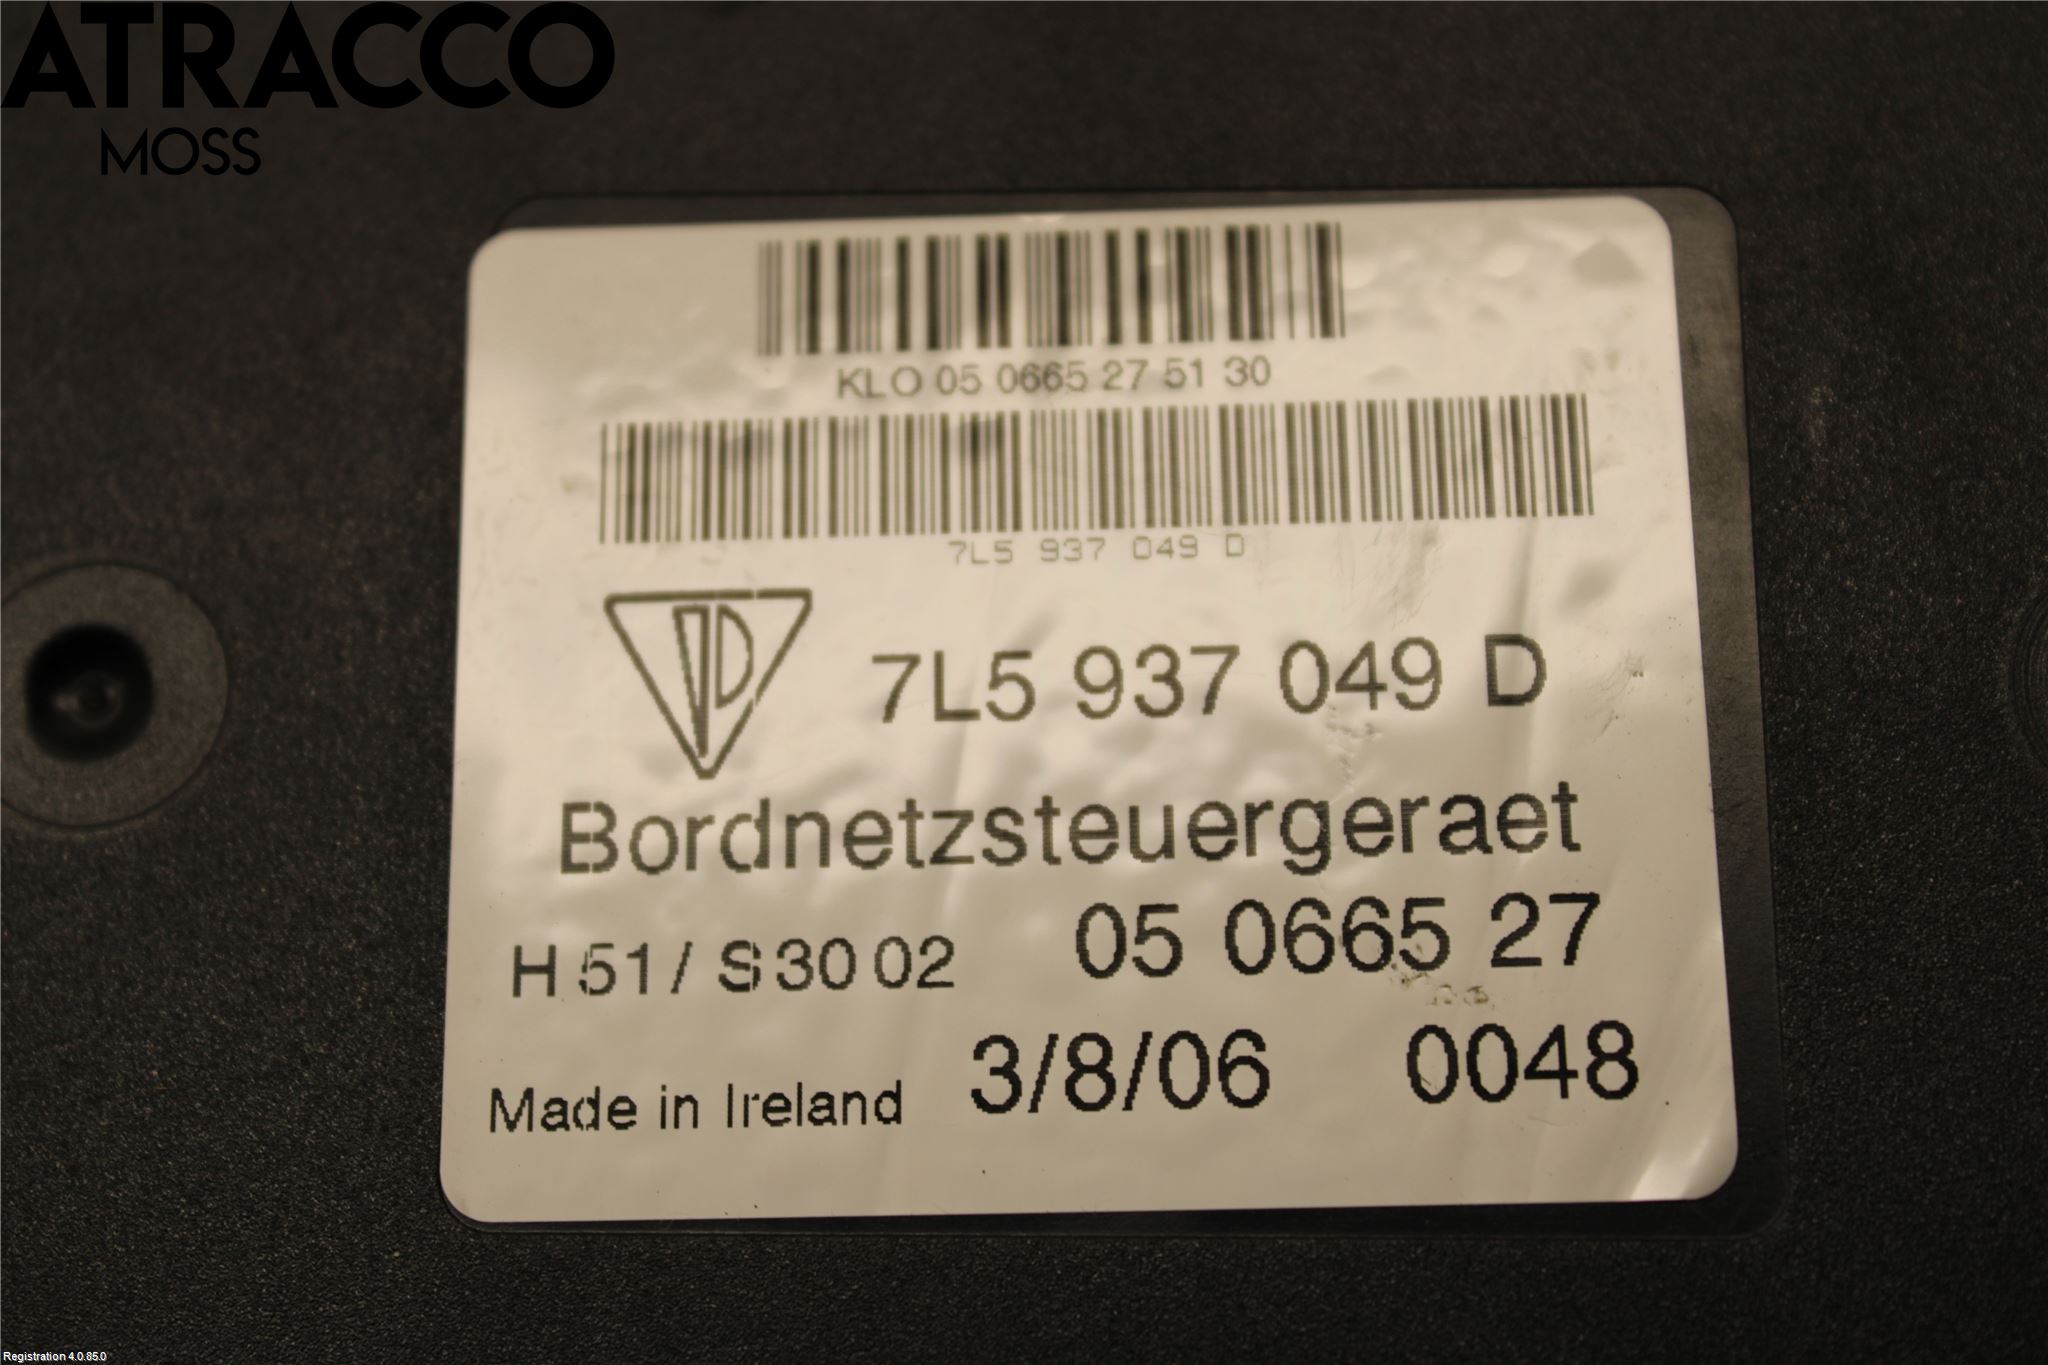 ATRACCO
MOSS
KLO 05 0665 27 51 30
7L5 937 049 D
7L5 937 049 D
Bordnetzsteuergeraet
H 51 / S 30 02 05 0665 27
Made in Ireland 3/8/06 0048
Registration 4.0.85.0